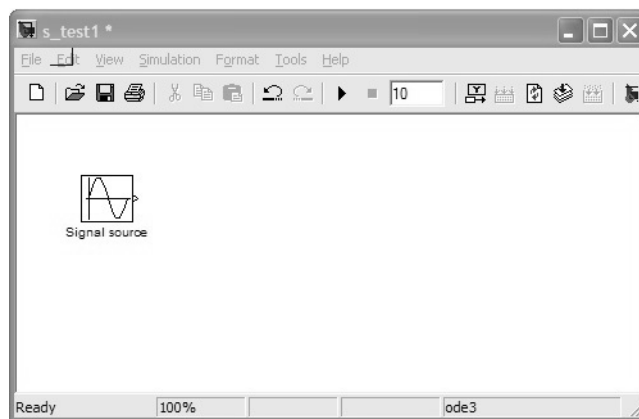 s_test1 *
File Edit View Simulation Format Tools Help
10
Signal source
Ready 100% ode3